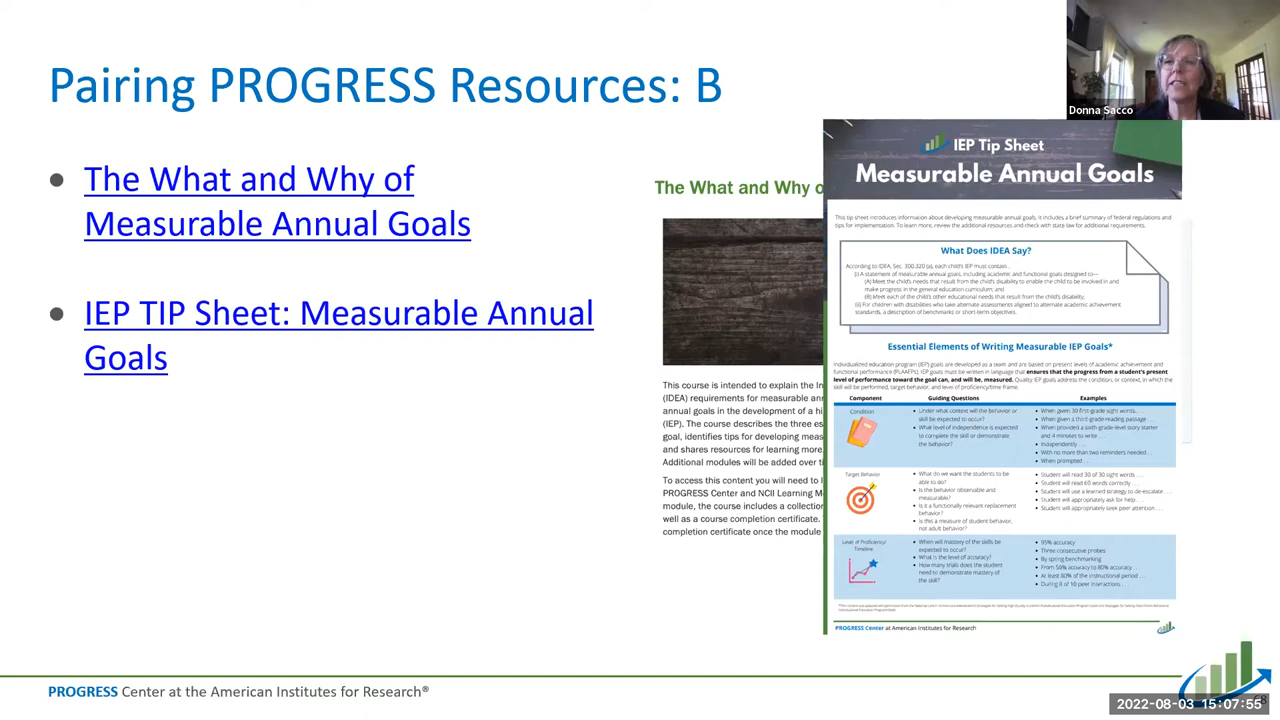 Pairing PROGRESS Resources: B
Donna Sacco
The What and Why of
Measurable Annual Goals
IEP TIP Sheet: Measurable Annual
Goals
The What and Why o
This course is intended to explain the In
(IDEA) requirements for measurable an
annual goals in the development of a hi
(IEP). The course describes the three es
goal, identifies tips for developing meas
and shares resources for learning more.
Additional modules will be added over ti
To access this content you will need to l
PROGRESS Center and NCII Learning M
module, the course includes a collection
well as a course completion certificate.
completion certificate once the module
IEP Tip Sheet
Measurable Annual Goals
This tip sheet introduces information about developing measurable annual goals. It includes a brief summary of federal regulations and
tips for implementation. To learn more, review the additional resources and check with state law for additional requirements.
What Does IDEA Say?
According to IDEA, Sec. 300.320 (a), each child's IEP must contain...
(i) A statement of measurable annual goals, including academic and functional goals designed to—
(A) Meet the child's needs that result from the child's disability to enable the child to be involved in and
make progress in the general education curriculum; and
(B) Meet each of the child's other educational needs that result from the child's disability;
(ii) For children with disabilities who take alternate assessments aligned to alternate academic achievement
standards, a description of benchmarks or short-term objectives.
Essential Elements of Writing Measurable IEP Goals*
Individualized education program (IEP) goals are developed as a team and are based on present levels of academic achievement and
functional performance (PLAAFPs). IEP goals must be written in language that ensures that the progress from a student's present
level of performance toward the goal can, and will be, measured. Quality IEP goals address the condition, or context, in which the
skill will be performed, target behavior, and level of proficiency/time frame.
Component Guiding Questions Examples
Condition
• Under what context will the behavior or
skill be expected to occur?
• What level of independence is expected
to complete the skill or demonstrate
the behavior?
• When given 30 first-grade sight words..
• When given a third-grade reading passage . . .
• When provided a sixth grade-level story starter
and 4 minutes to write . . .
• Independently . . .
• With no more than two reminders needed . . .
• When prompted . . .
Target Behavior
• What do we want the students to be
able to do?
• Is the behavior observable and
measurable?
• Is it a functionally relevant replacement
behavior?
• Is this a measure of student behavior,
not adult behavior?
• Student will read 30 of 30 sight words . . .
• Student will read 60 words correctly . . .
• Student will use a learned strategy to de-escalate . . .
• Student will appropriately ask for help . . .
• Student will appropriately seek peer attention . . .
Level of Proficiency/
Timeline
• When will mastery of the skills be
expected to occur?
• What is the level of accuracy?
• How many trials does the student
need to demonstrate mastery of
the skill?
• 95% accuracy
• Three consecutive probes
• By spring benchmarking
• From 56% accuracy to 80% accuracy . . .
• At least 80% of the instructional period . . .
• During 8 of 10 peer interactions . . .
PROGRESS Center at American Institutes for Research
PROGRESS Center at the American Institutes for Research®
68
2022-08-03 15:07:55